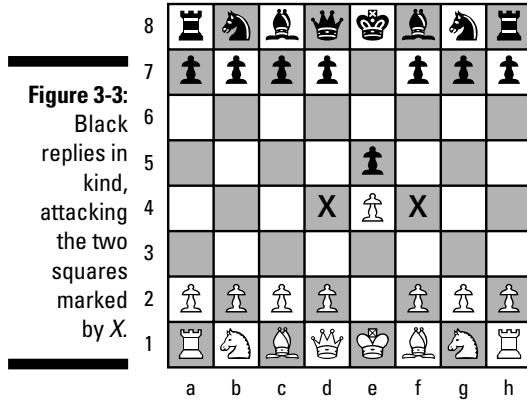 Figure 3-3:
Black
replies in
kind,
attacking
the two
squares
marked
by X.
8
7
6
5
4 X X
3
2
1
a b c d e f g h